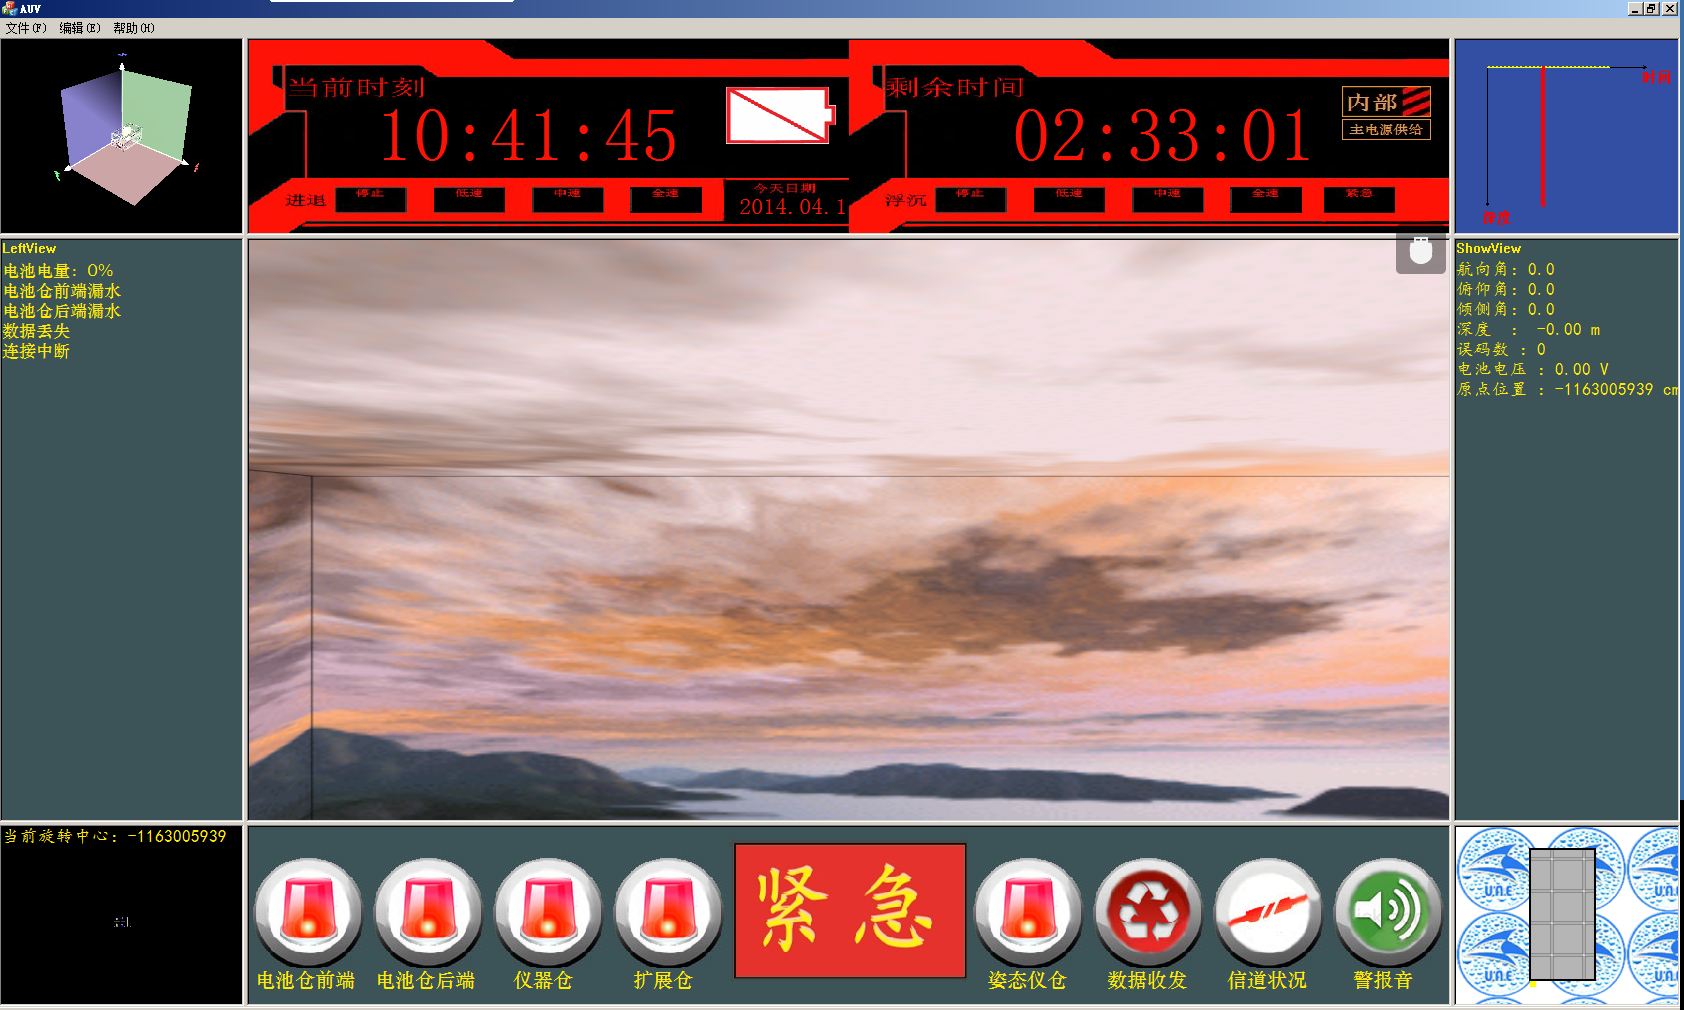 AUV
文件(F) 编辑(E) 帮助(H)
当前时刻
10:41:45
进退 停止 低速 中速 全速
今天日期
2014.04.1
剩余时间
02:33:01
内部
主电源供给
浮沉 停止 低速 中速 全速 紧急
时间
深度
LeftView
电池电量: 0%
电池仓前端漏水
电池仓后端漏水
数据丢失
连接中断
ShowView
航向角: 0.0
俯仰角: 0.0
倾侧角: 0.0
深度 : -0.00 m
误码数 : 0
电池电压 : 0.00 V
原点位置 : -1163005939 cm
当前旋转中心: -1163005939
紧 急
电池仓前端 电池仓后端 仪器仓 扩展仓 姿态仪仓 数据收发 信道状况 警报音
U.A.E
U.A.E